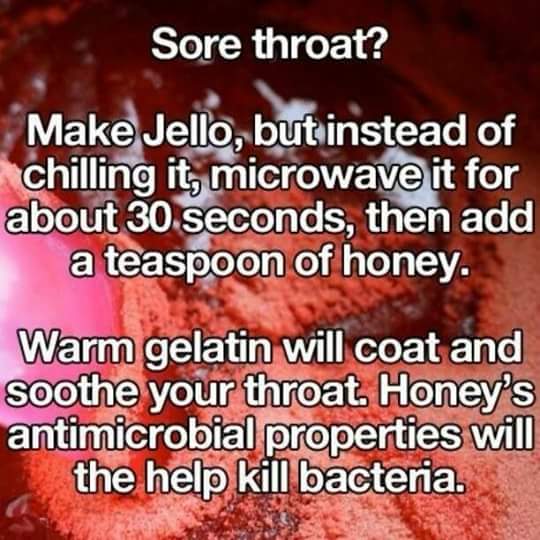 Sore throat?
Make Jello, but instead of
chilling it, microwave it for
about 30 seconds, then add
a teaspoon of honey.
Warm gelatin will coat and
soothe your throat. Honey's
antimicrobial properties will
the help kill bacteria.